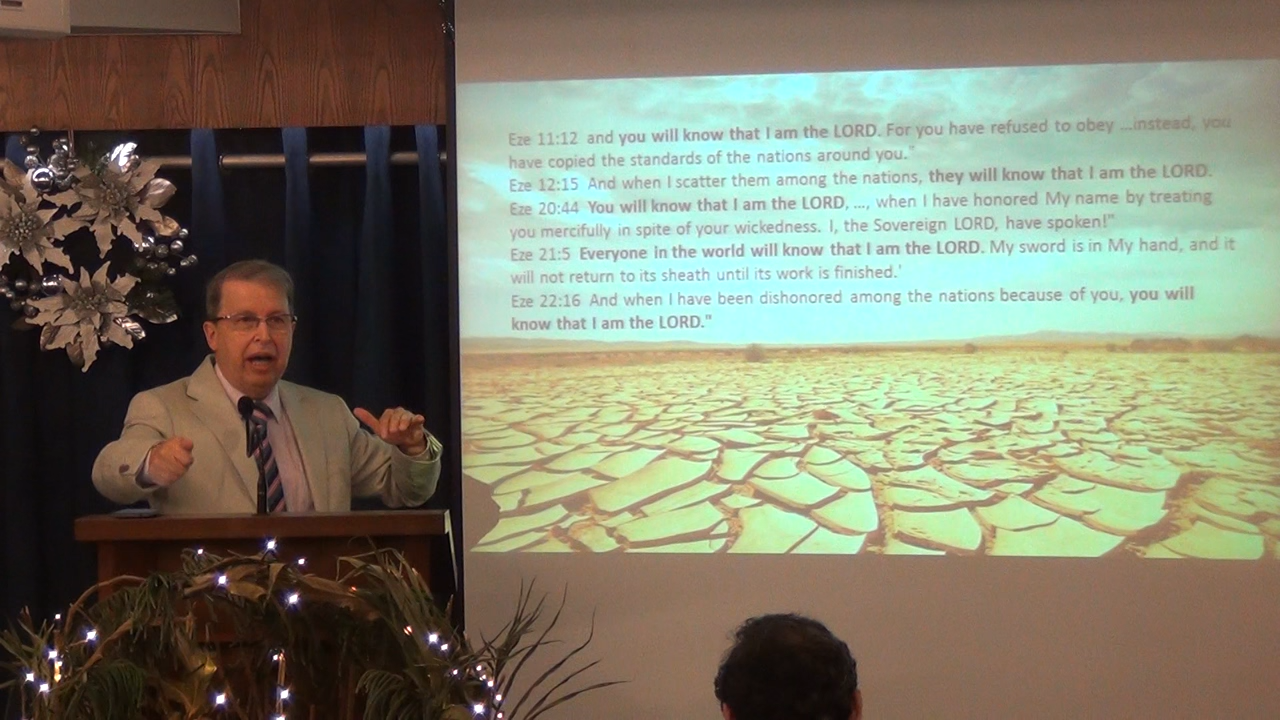 Eze 11:12 and you will know that I am the LORD. For you have refused to obey ...instead, you
have copied the standards of the nations around you."
Eze 12:15 And when I scatter them among the nations, they will know that I am the LORD.
Eze 20:44 You will know that I am the LORD, ..., when I have honored My name by treating
you mercifully in spite of your wickedness. I, the Sovereign LORD, have spoken!"
Eze 21:5 Everyone in the world will know that I am the LORD. My sword is in My hand, and it
will not return to its sheath until its work is finished.'
Eze 22:16 And when I have been dishonored among the nations because of you, you will
know that I am the LORD."